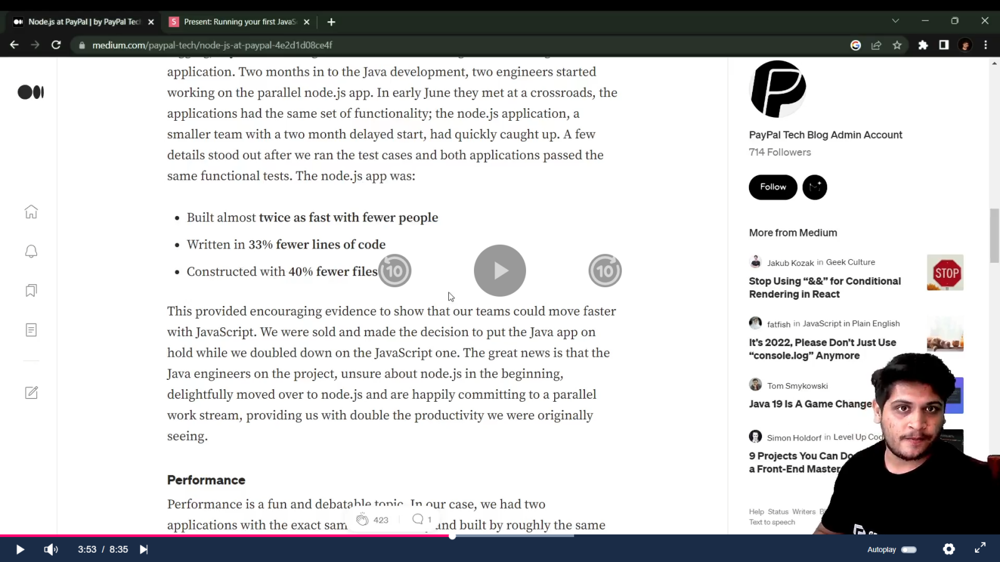 Node.js at PayPal | by PayPal Tec
Present: Running your first JavaS
medium.com/paypal-tech/node-js-at-paypal-4e2d1d08ce4f
application. Two months in to the Java development, two engineers started
working on the parallel node.js app. In early June they met at a crossroads, the
applications had the same set of functionality; the node.js application, a
smaller team with a two month delayed start, had quickly caught up. A few
details stood out after we ran the test cases and both applications passed the
same functional tests. The node.js app was:
• Built almost twice as fast with fewer people
• Written in 33% fewer lines of code
• Constructed with 40% fewer files
10
10
This provided encouraging evidence to show that our teams could move faster
with JavaScript. We were sold and made the decision to put the Java app on
hold while we doubled down on the JavaScript one. The great news is that the
Java engineers on the project, unsure about node.js in the beginning,
delightfully moved over to node.js and are happily committing to a parallel
work stream, providing us with double the productivity we were originally
seeing.
Performance
Performance is a fun and debatable topic. In our case, we had two
applications with the exact sam and built by roughly the same
423
1
PayPal Tech Blog Admin Account
714 Followers
Follow
More from Medium
Jakub Kozak in Geek Culture
Stop Using “&&” for Conditional
Rendering in React
STOP
fatfish in JavaScript in Plain English
It’s 2022, Please Don’t Just Use
“console.log” Anymore
Tom Smykowski
Java 19 Is A Game Change
Simon Holdorf in Level Up Cod
9 Projects You Can Do
a Front-End Master
Help Status Writers Bl
Text to speech
3:53 / 8:35
Autoplay